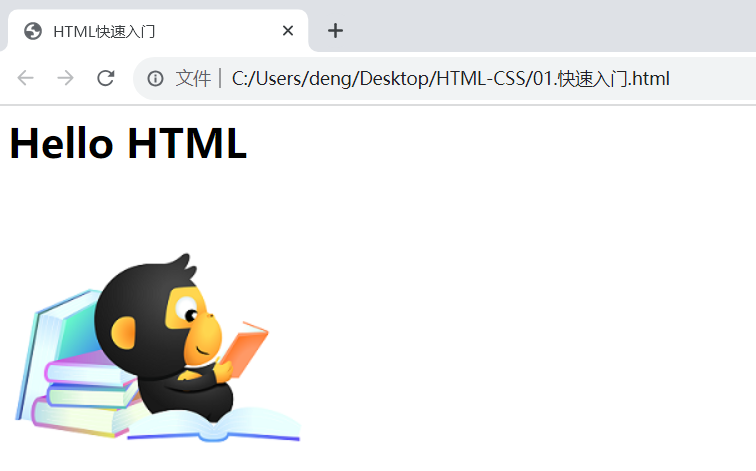 HTML快速入门
文件 C:/Users/deng/Desktop/HTML-CSS/01.快速入门.html
Hello HTML